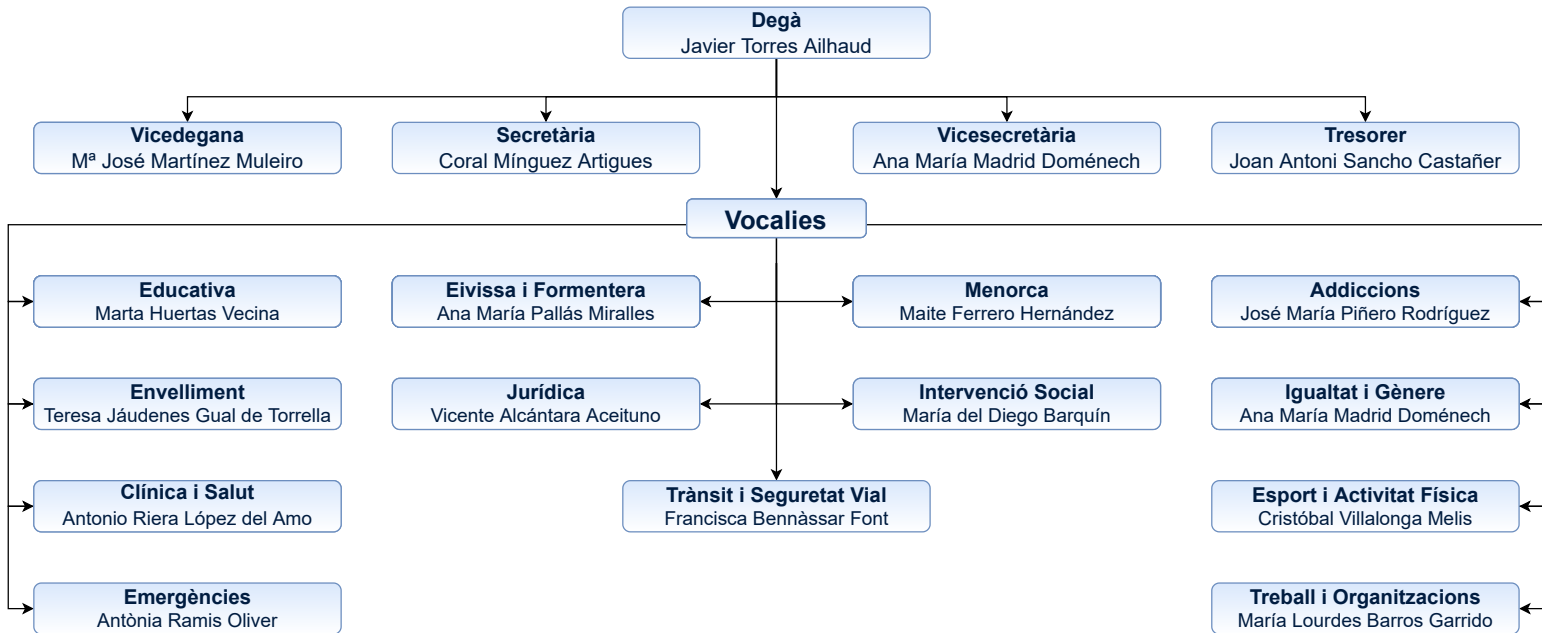 Degà
Javier Torres Ailhaud
Vicedegana
Mª José Martínez Muleiro
Secretària
Coral Mínguez Artigues
Vicesecretària
Ana María Madrid Doménech
Tresorer
Joan Antoni Sancho Castañer
Vocalies
Educativa
Marta Huertas Vecina
Eivissa i Formentera
Ana María Pallás Miralles
Menorca
Maite Ferrero Hernández
Addiccions
José María Piñero Rodríguez
Envelliment
Teresa Jáudenes Gual de Torrella
Jurídica
Vicente Alcántara Aceituno
Intervenció Social
María del Diego Barquín
Igualtat i Gènere
Ana María Madrid Doménech
Clínica i Salut
Antonio Riera López del Amo
Trànsit i Seguretat Vial
Francisca Bennàssar Font
Esport i Activitat Física
Cristóbal Villalonga Melis
Emergències
Antònia Ramis Oliver
Treball i Organitzacions
María Lourdes Barros Garrido